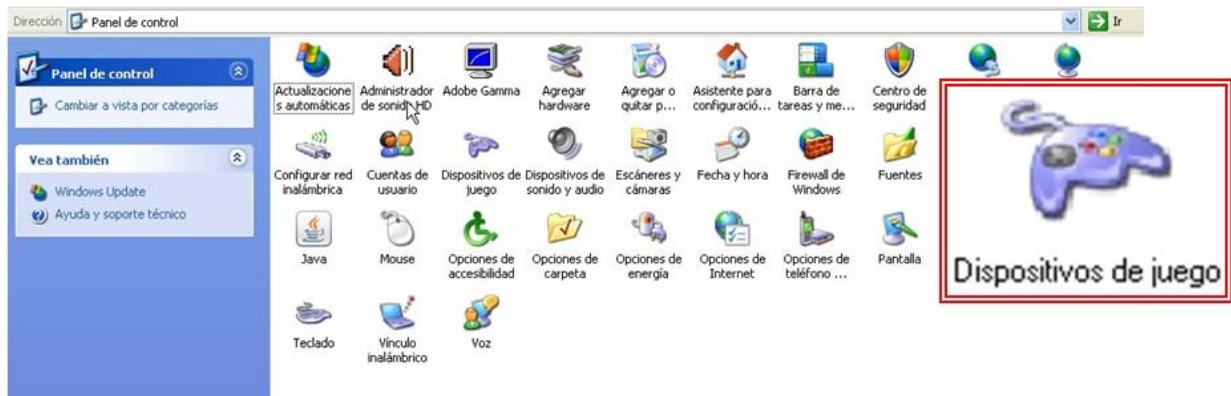 Dirección Panel de control Ir
Panel de control
Cambiar a vista por categorías
Vea también
Windows Update
Ayuda y soporte técnico
Actualizacione
s automáticas
Administrador
de sonido HD
Adobe Gamma
Agregar
hardware
Agregar o
quitar p...
Asistente para
configuració...
Barra de
tareas y me...
Centro de
seguridad
Configurar red
inalámbrica
Cuentas de
usuario
Dispositivos de
juego
Dispositivos de
sonido y audio
Escáneres y
cámaras
Fecha y hora
Firewall de
Windows
Fuentes
Java
Mouse
Opciones de
accesibilidad
Opciones de
carpeta
Opciones de
energía
Opciones de
Internet
Opciones de
teléfono ...
Pantalla
Teclado
Vínculo
inalámbrico
Voz
Dispositivos de juego